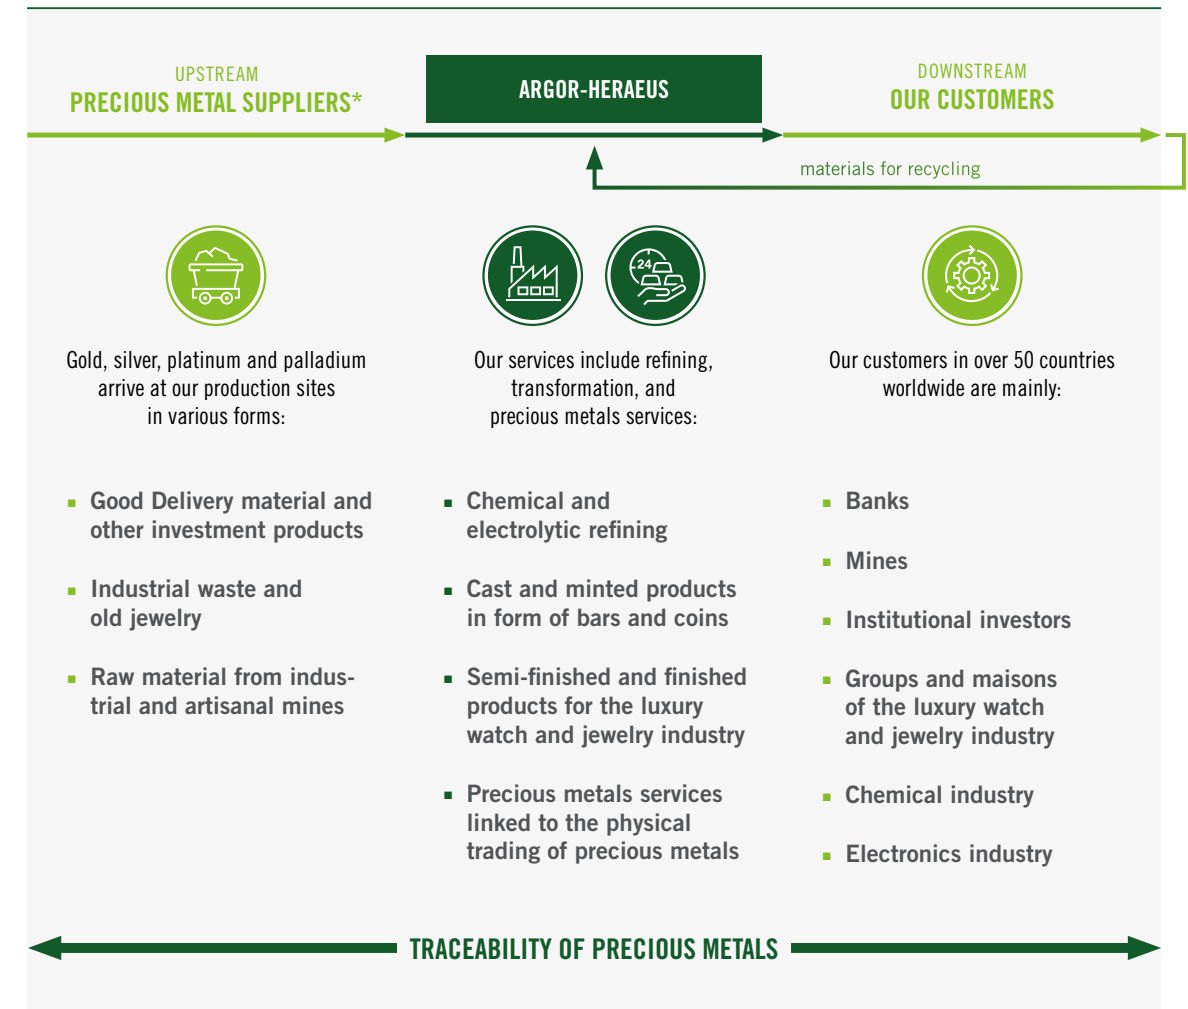 UPSTREAM
PRECIOUS METAL SUPPLIERS*
ARGOR-HERAEUS
DOWNSTREAM
OUR CUSTOMERS
materials for recycling
24
Gold, silver, platinum and palladium
arrive at our production sites
in various forms:
Good Delivery material and
other investment products
Industrial waste and
old jewelry
Raw material from indus-
trial and artisanal mines
Our services include refining,
transformation, and
precious metals services:
Chemical and
electrolytic refining
Cast and minted products
in form of bars and coins
Semi-finished and finished
products for the luxury
watch and jewelry industry
Precious metals services
linked to the physical
trading of precious metals
Our customers in over 50 countries
worldwide are mainly:
Banks
Mines
Institutional investors
Groups and maisons
of the luxury watch
and jewelry industry
Chemical industry
Electronics industry
TRACEABILITY OF PRECIOUS METALS